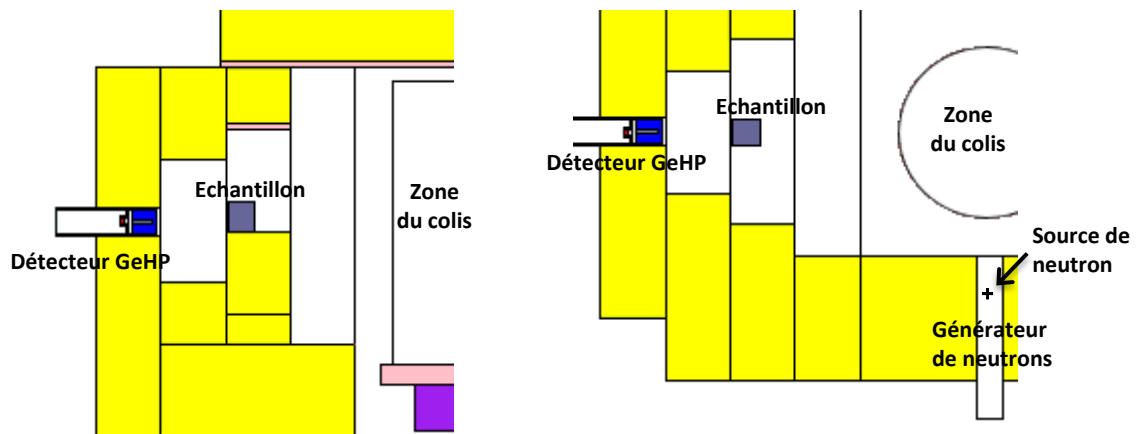 Echantillon
Zone
du colis
Détecteur GeHP
Echantillon
Zone
du colis
Détecteur GeHP
Source de
neutron
Générateur
de neutrons